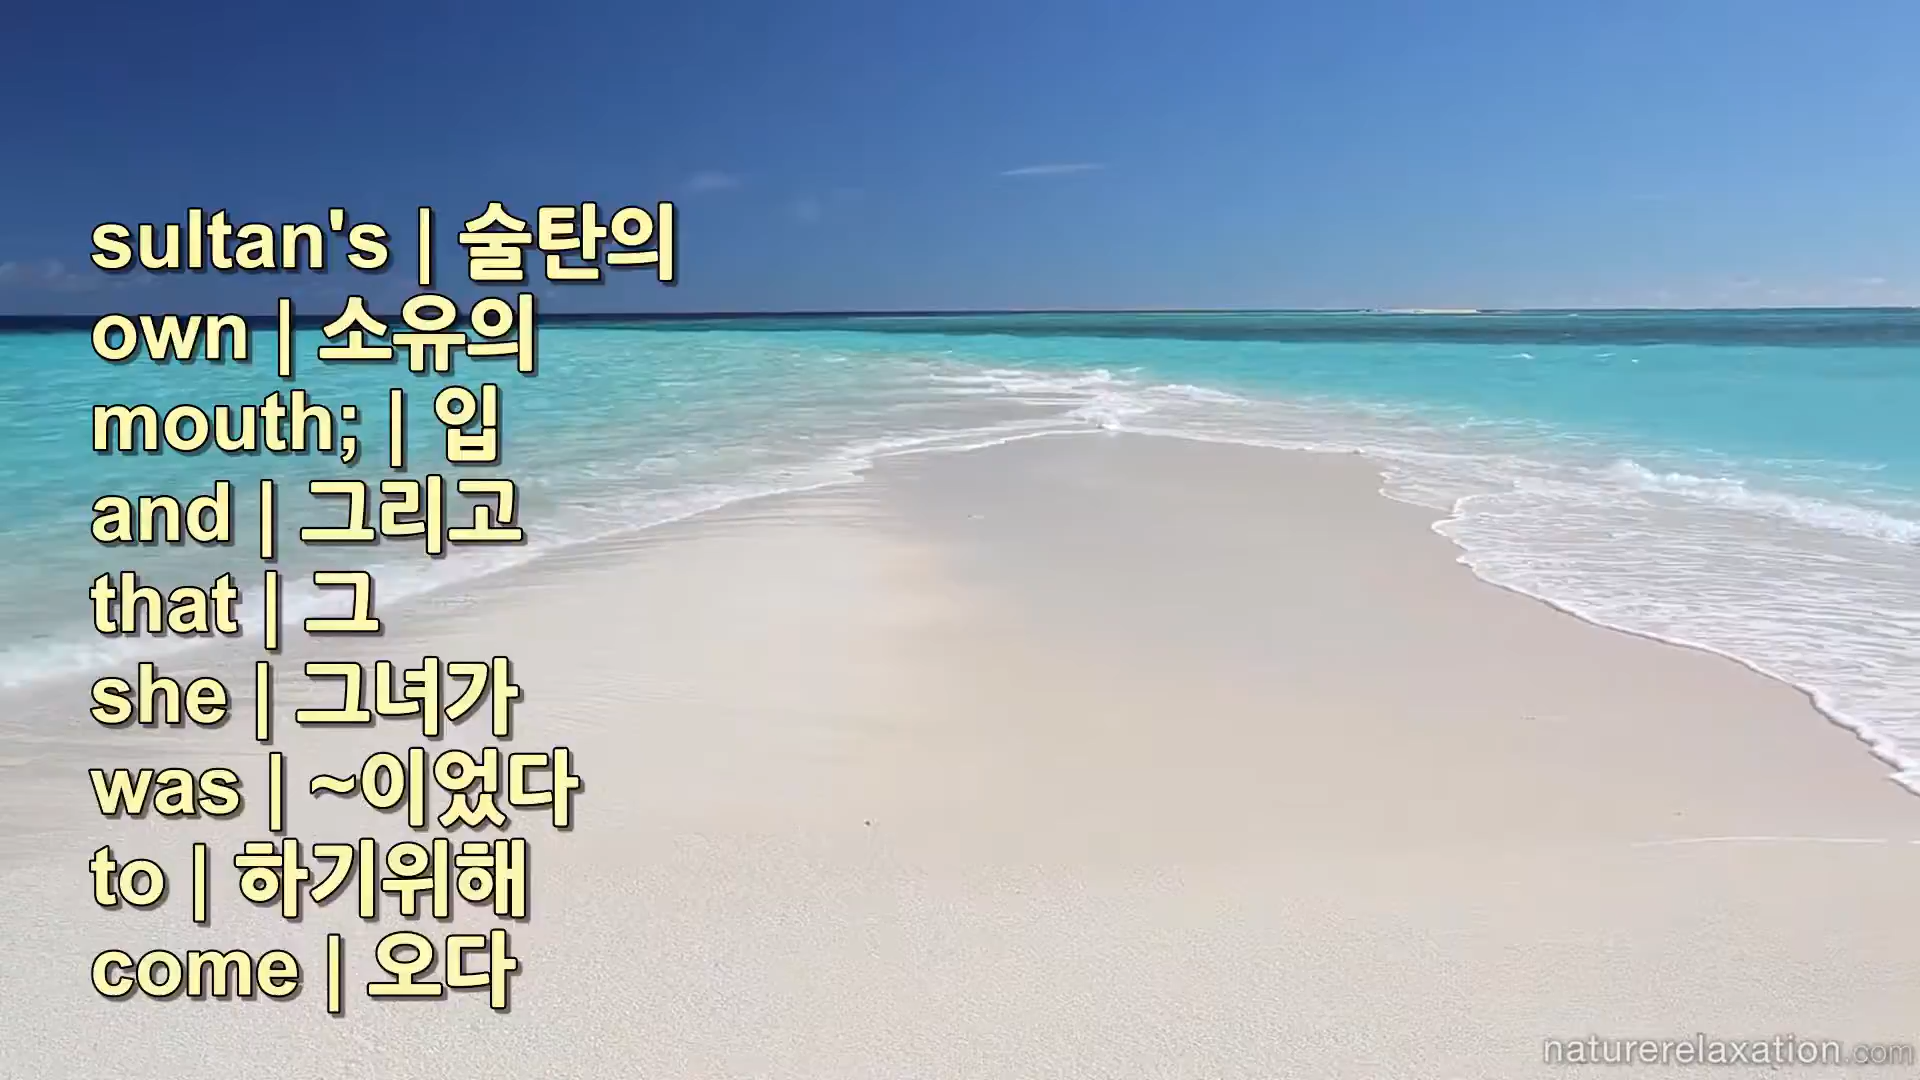 sultan's | 술탄의
own | 소유의
mouth; | 입
and | 그리고
that | 그
she | 그녀가
was | ~이었다
to | 하기위해
come | 오다
naturerelaxation.com